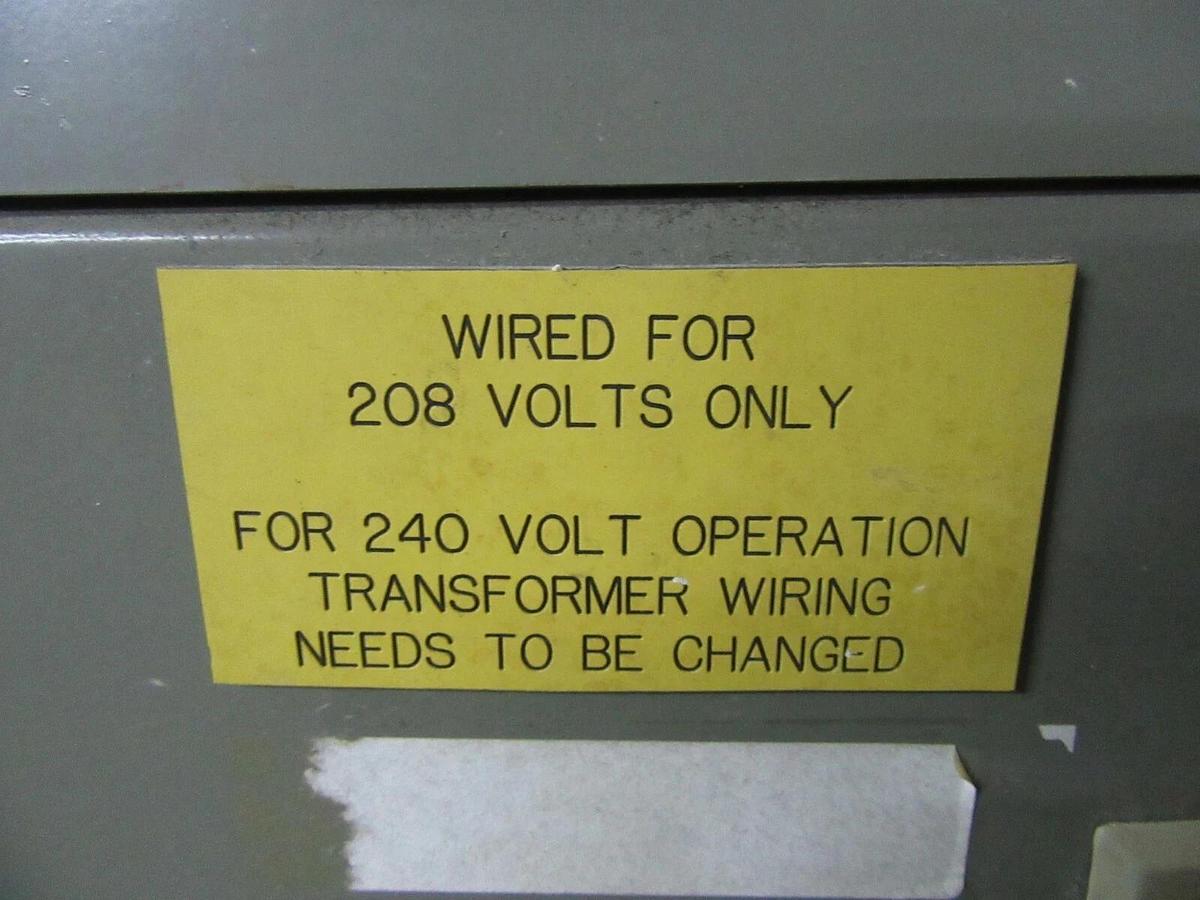 WIRED FOR
208 VOLTS ONLY
FOR 240 VOLT OPERATION
TRANSFORMER WIRING
NEEDS TO BE CHANGED